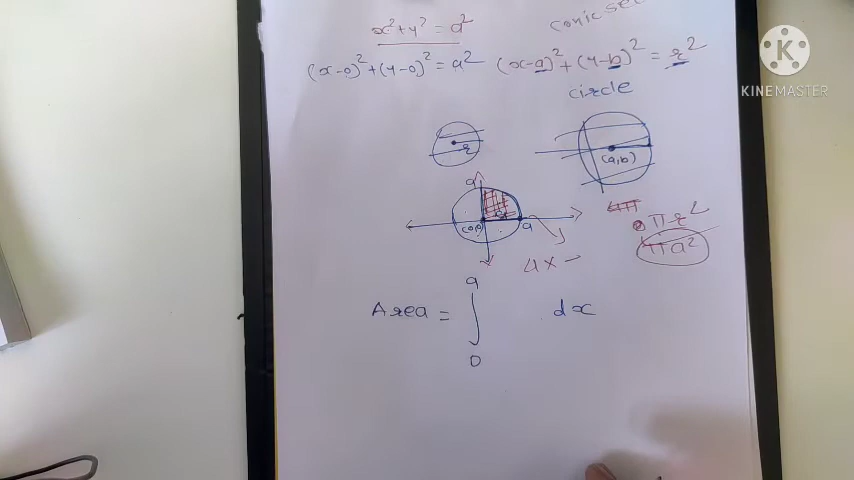 x²+y²=a²
conic sec
(x-0)²+(y-0)²=a²
(x-a)²+(y-b)²=r²
circle
KINEMASTER
r
(a,b)
a
(0,0)
a
πr²
πa²
4x-
a
Area = ∫ dx
0